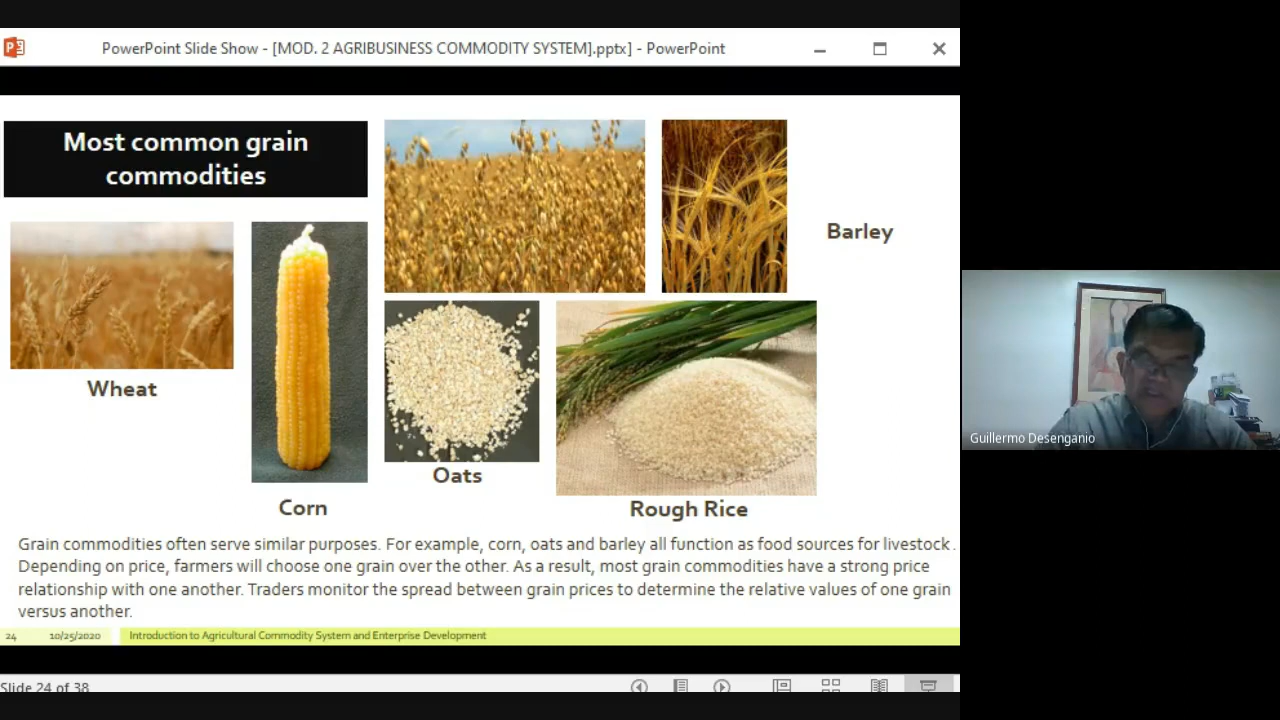 PowerPoint Slide Show - [MOD. 2 AGRIBUSINESS COMMODITY SYSTEM].pptx] - PowerPoint
Most common grain
commodities
Barley
Wheat
Oats
Corn
Rough Rice
Grain commodities often serve similar purposes. For example, corn, oats and barley all function as food sources for livestock.
Depending on price, farmers will choose one grain over the other. As a result, most grain commodities have a strong price
relationship with one another. Traders monitor the spread between grain prices to determine the relative values of one grain
versus another.
24 10/25/2020 Introduction to Agricultural Commodity System and Enterprise Development
Slide 24 of 38
Guillermo Desenganio